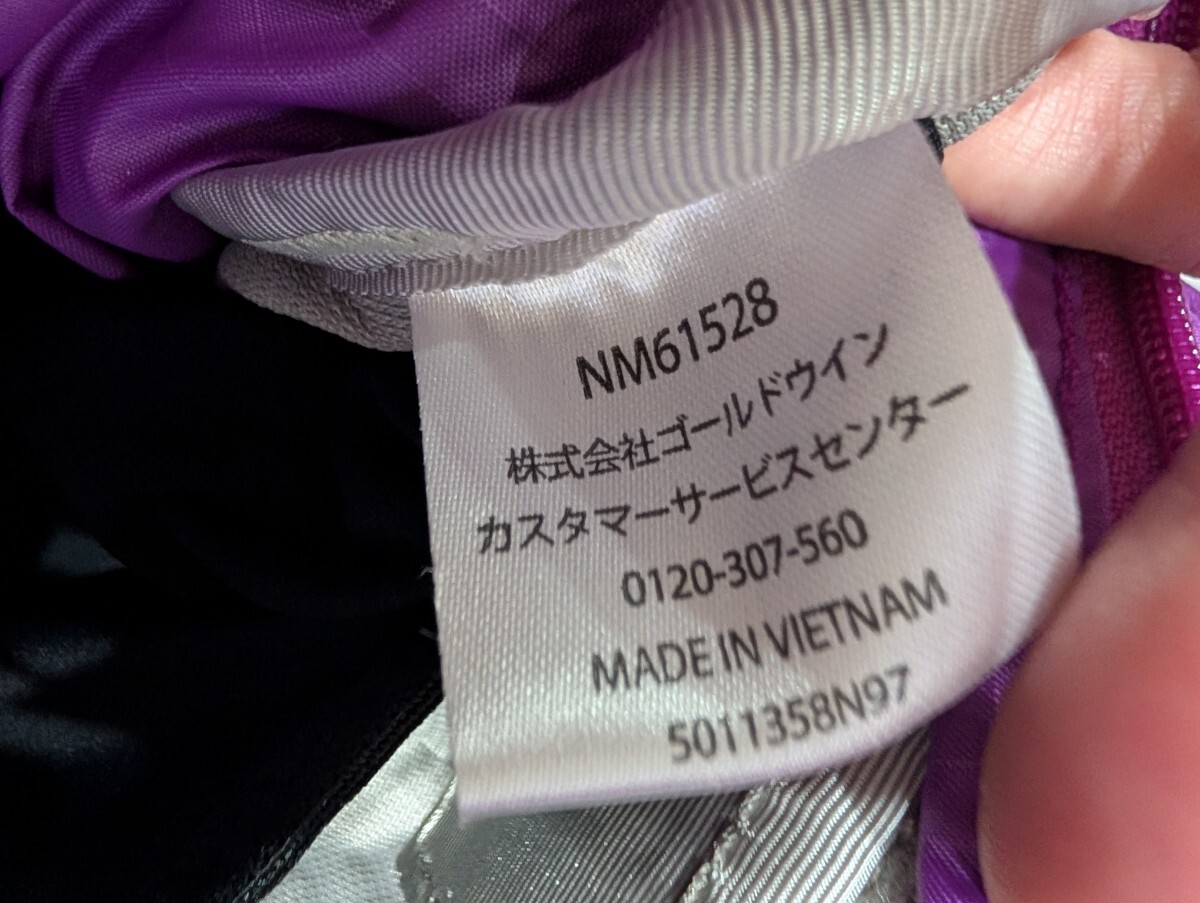 NM61528
株式会社ゴールドウイン
カスタマーサービスセンター
0120-307-560
MADE IN VIETNAM
5011358N97